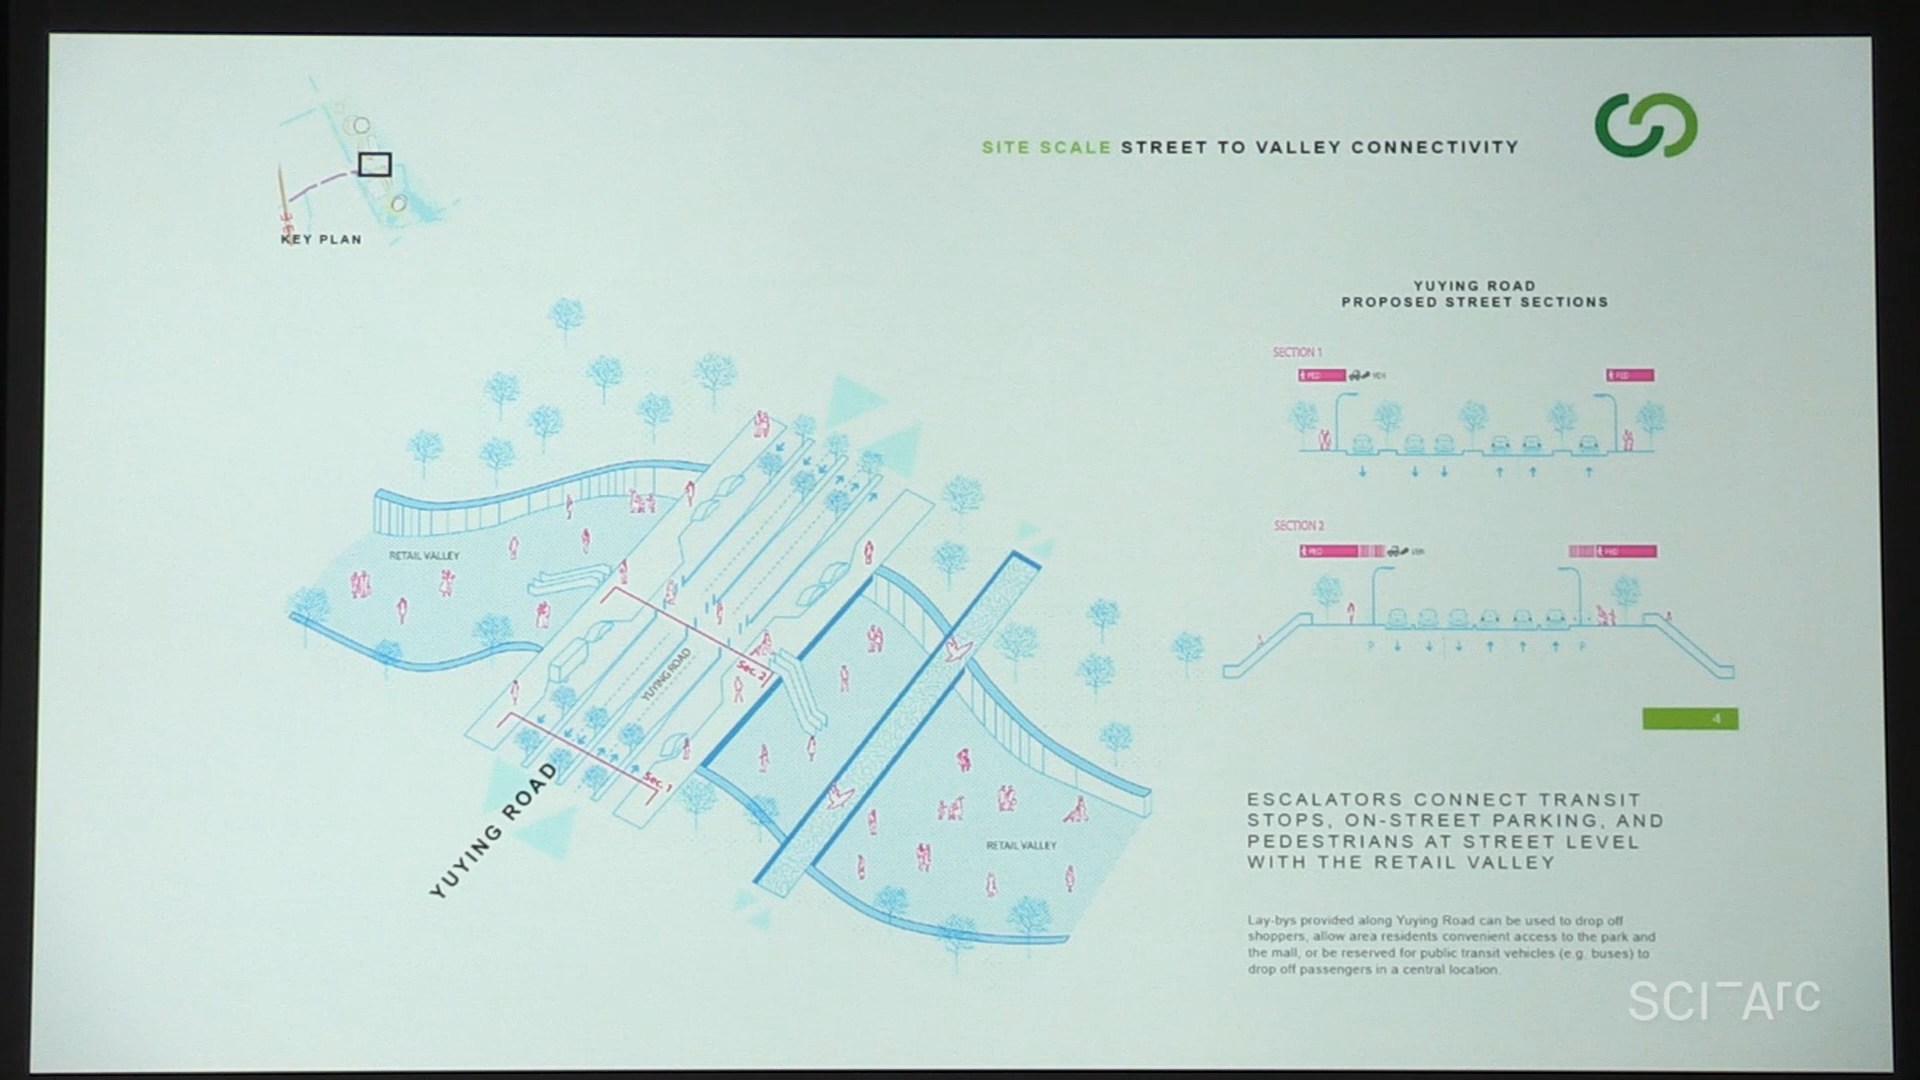 SITE SCALE STREET TO VALLEY CONNECTIVITY
KEY PLAN
YUYING ROAD
PROPOSED STREET SECTIONS
SECTION 1
PED
VEH
PED
SECTION 2
PED
VEH
PED
P
P
RETAIL VALLEY
YUYING ROAD
Sec. 2
Sec. 1
YUYING ROAD
RETAIL VALLEY
4
ESCALATORS CONNECT TRANSIT
STOPS, ON-STREET PARKING, AND
PEDESTRIANS AT STREET LEVEL
WITH THE RETAIL VALLEY
Lay-bys provided along Yuying Road can be used to drop off
shoppers, allow area residents convenient access to the park and
the mall, or be reserved for public transit vehicles (e.g. buses) to
drop off passengers in a central location.
SCI-Arc